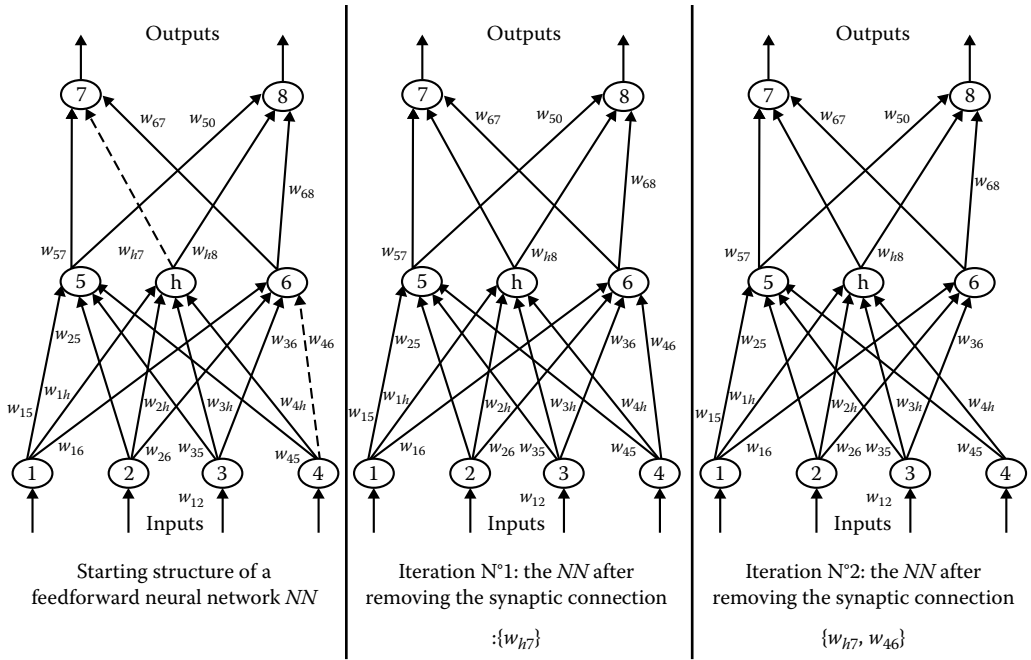 Outputs
7 8
w67 w50
w68
w57 wh7 wh8
5 h 6
w25 w36 w46
w1h w2h w3h w4h
w15
w16 w26 w35 w45
1 2 3 4
w12
Inputs
Starting structure of a
feedforward neural network NN
Outputs
7 8
w67 w50
w68
w57 wh8
5 h 6
w25 w36 w46
w1h w2h w3h w4h
w15
w16 w26 w35 w45
1 2 3 4
w12
Inputs
Iteration N°1: the NN after
removing the synaptic connection
:{wh7}
Outputs
7 8
w67 w50
w68
w57 wh8
5 h 6
w25 w36
w1h w2h w3h w4h
w15
w16 w26 w35 w45
1 2 3 4
w12
Inputs
Iteration N°2: the NN after
removing the synaptic connection
{wh7, w46}